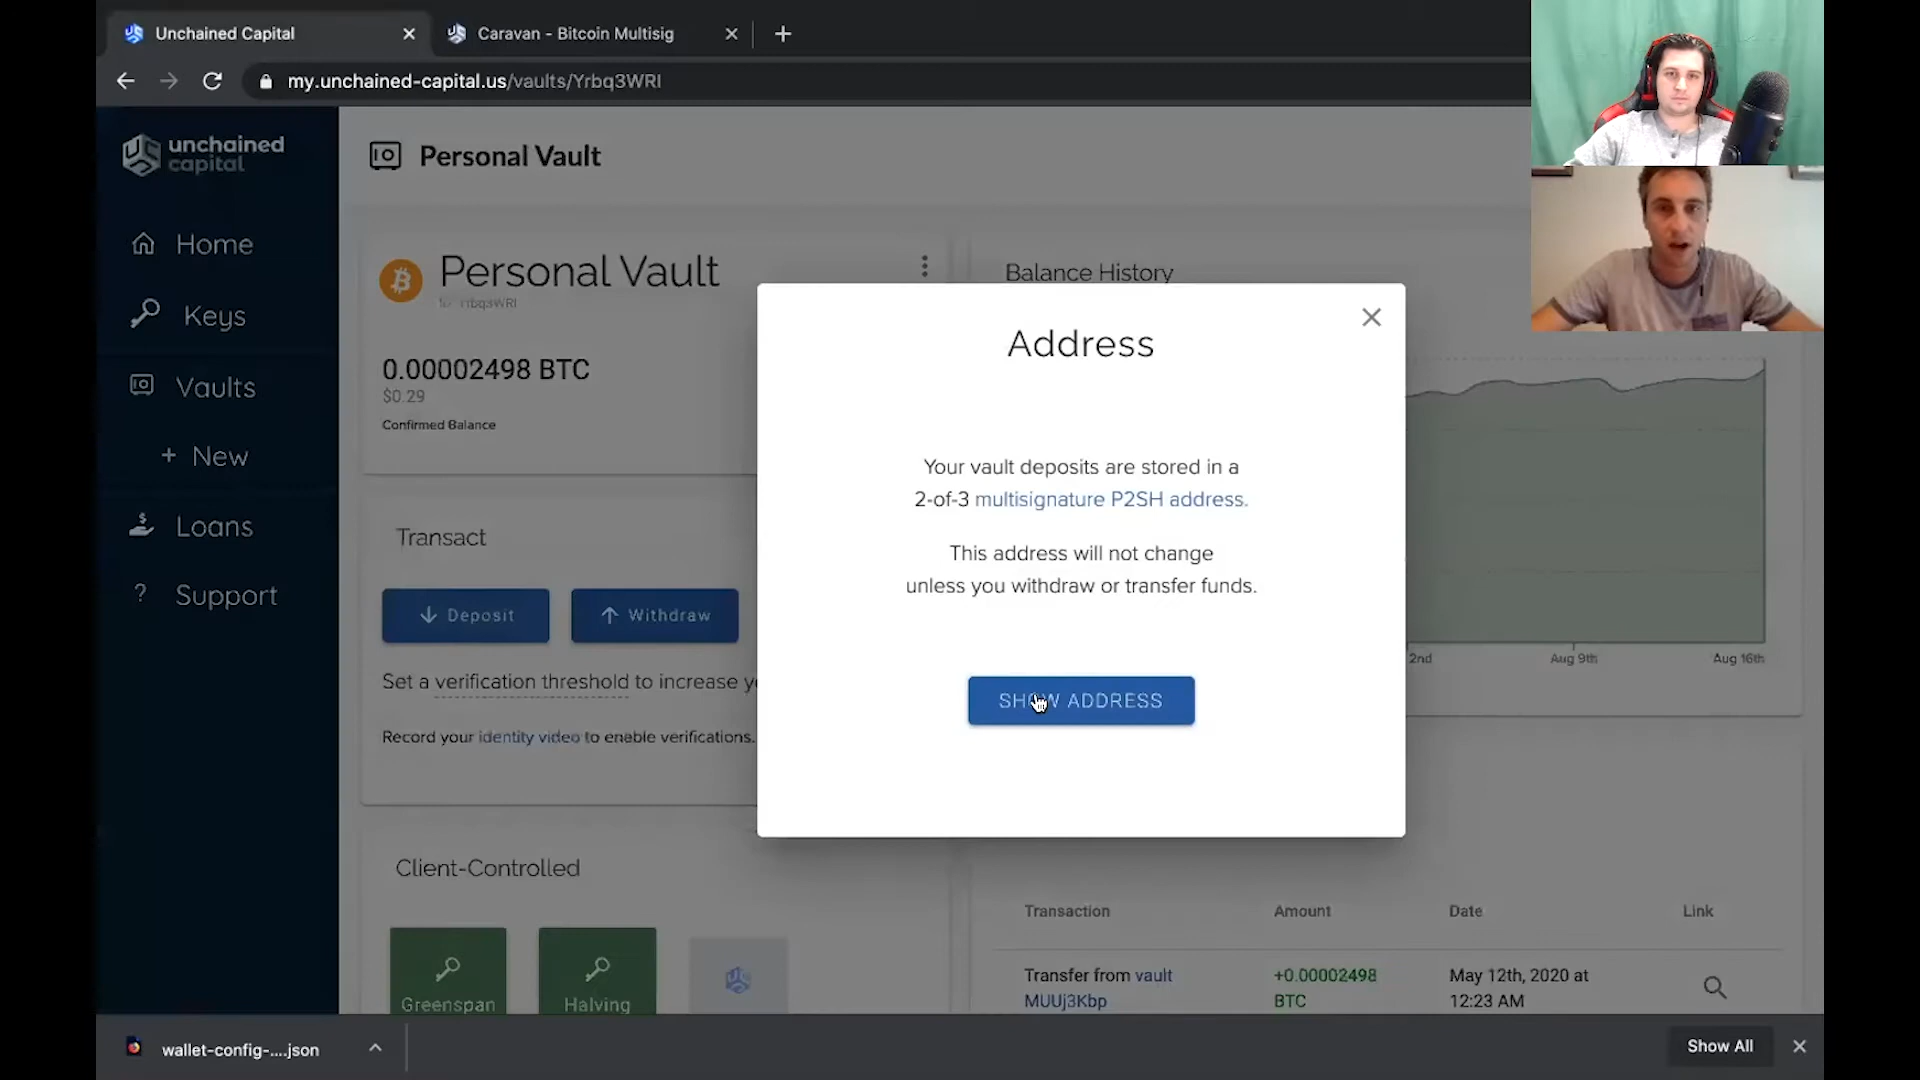 Unchained Capital
Caravan - Bitcoin Multisig
my.unchained-capital.us/vaults/Yrbq3WRI
unchained
capital
Personal Vault
Home
Keys
Vaults
+ New
Loans
? Support
Personal Vault
Yrbq3WRI
0.00002498 BTC
$0.29
Confirmed Balance
Balance History
Transact
Deposit
Withdraw
Set a verification threshold to increase
Record your identity video to enable verifications.
Address
Your vault deposits are stored in a
2-of-3 multisignature P2SH address.
This address will not change
unless you withdraw or transfer funds.
SHOW ADDRESS
2nd
Aug 9th
Aug 16th
Client-Controlled
Greenspan
Halving
Transaction
Amount
Date
Link
Transfer from vault
MUUj3Kbp
+0.00002498
BTC
May 12th, 2020 at
12:23 AM
wallet-config-....json
Show All